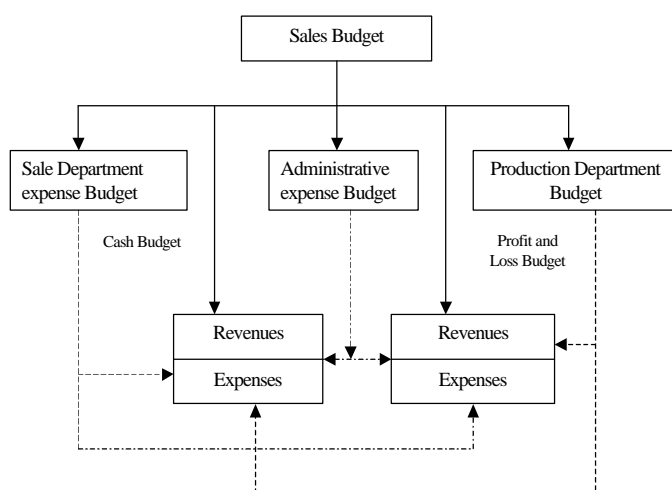 Sales Budget
Sale Department
expense Budget
Administrative
expense Budget
Production Department
Budget
Cash Budget
Profit and
Loss Budget
Revenues
Expenses
Revenues
Expenses